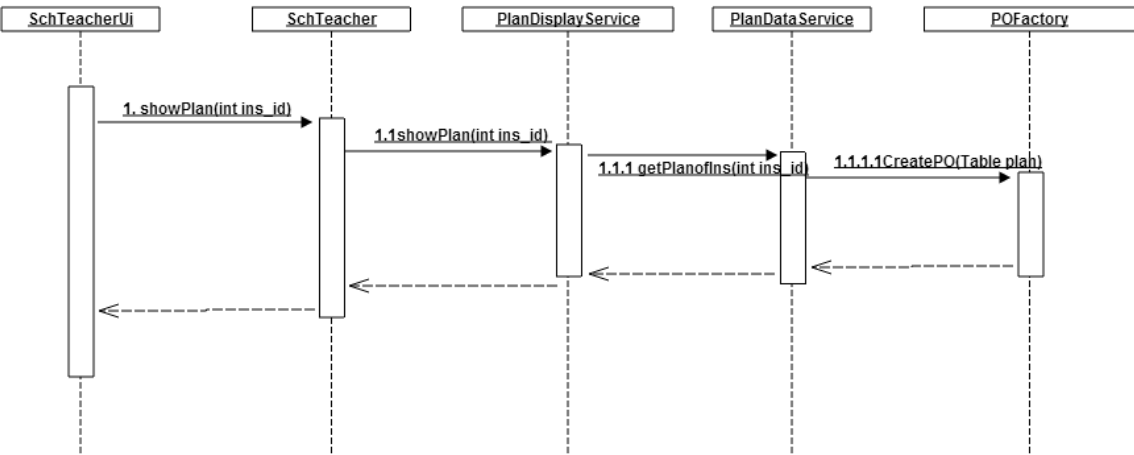 SchTeacherUi
SchTeacher
PlanDisplayService
PlanDataService
POFactory
1. showPlan(int ins_id)
1.1showPlan(int ins_id)
1.1.1 getPlanofIns(int ins_id)
1.1.1.1CreatePO(Table plan)